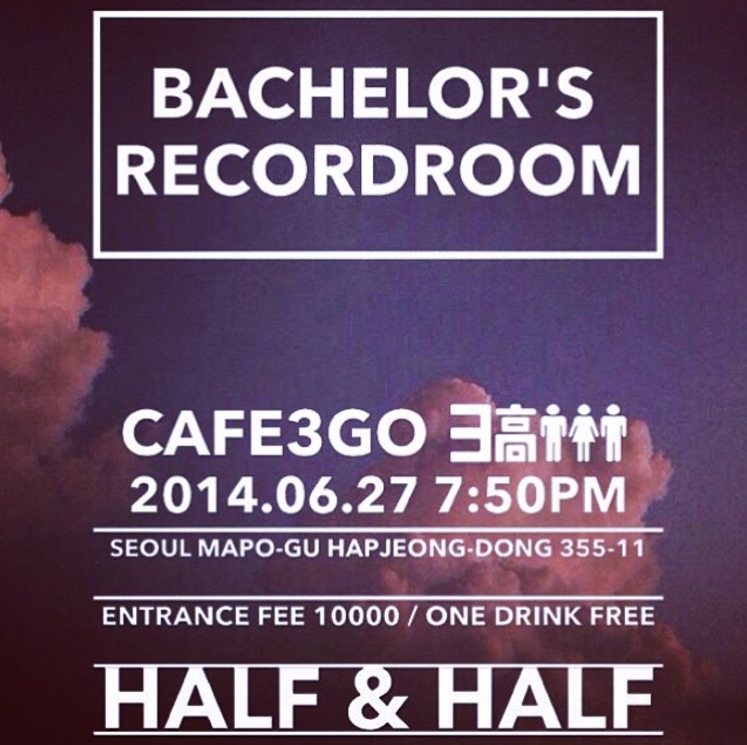 BACHELOR'S
RECORDROOM
CAFE3GO 3高
2014.06.27 7:50PM
SEOUL MAPO-GU HAPJEONG-DONG 355-11
ENTRANCE FEE 10000 / ONE DRINK FREE
HALF & HALF